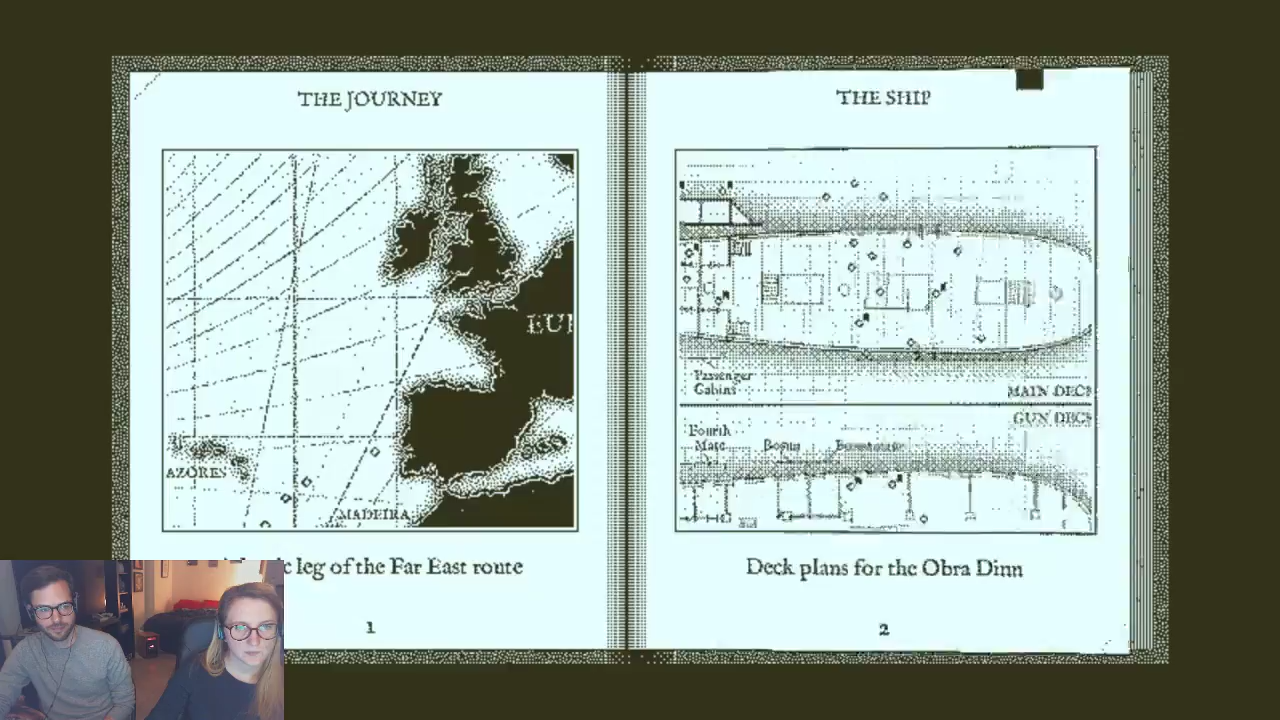 THE JOURNEY
EUR
AZORES
MADEIRA
leg of the Far East route
1
THE SHIP
Passenger
Cabins
MAIN DECK
GUN DECK
Fourth
Mate
Bosun
Deck plans for the Obra Dinn
2